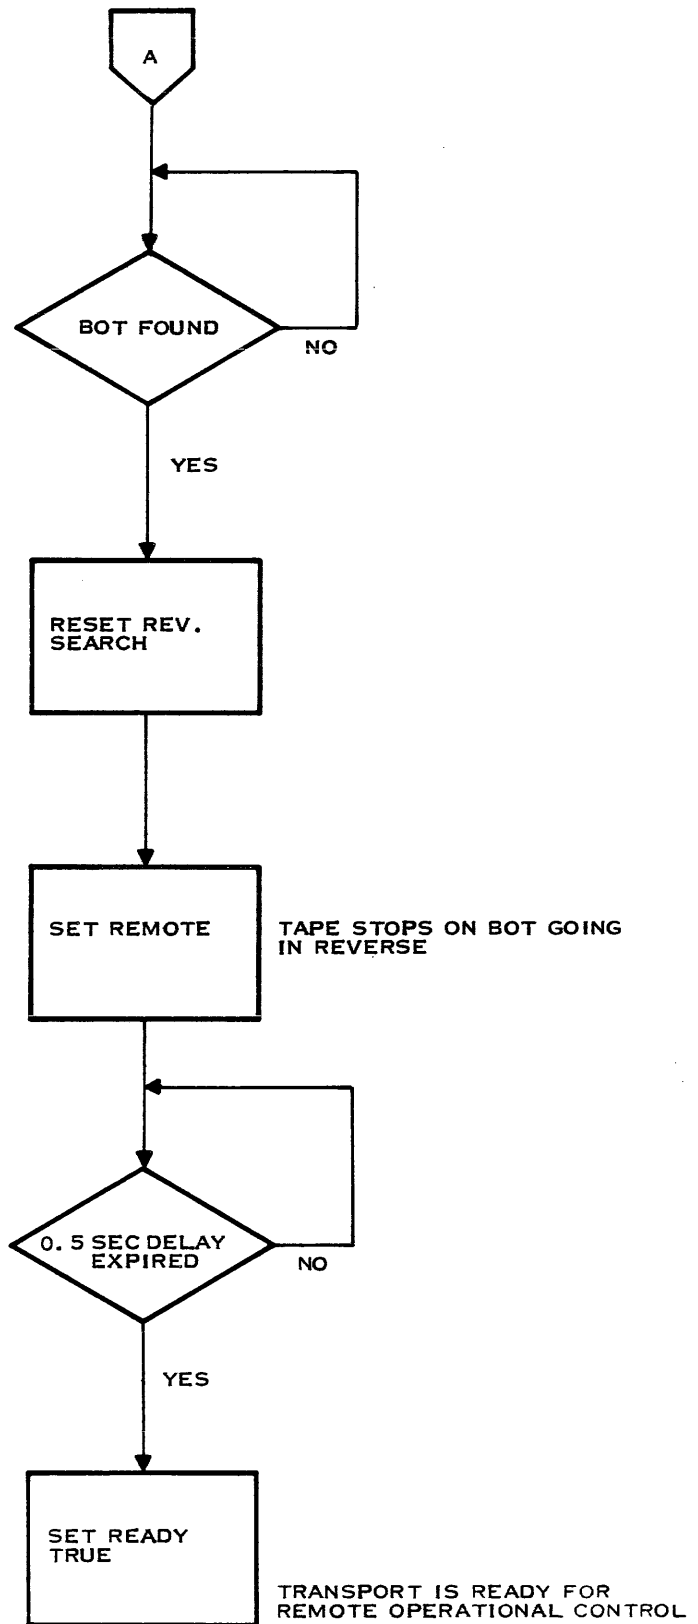 A
BOT FOUND
NO
YES
RESET REV.
SEARCH
SET REMOTE
TAPE STOPS ON BOT GOING
IN REVERSE
0.5 SEC DELAY
EXPIRED
NO
YES
SET READY
TRUE
TRANSPORT IS READY FOR
REMOTE OPERATIONAL CONTROL